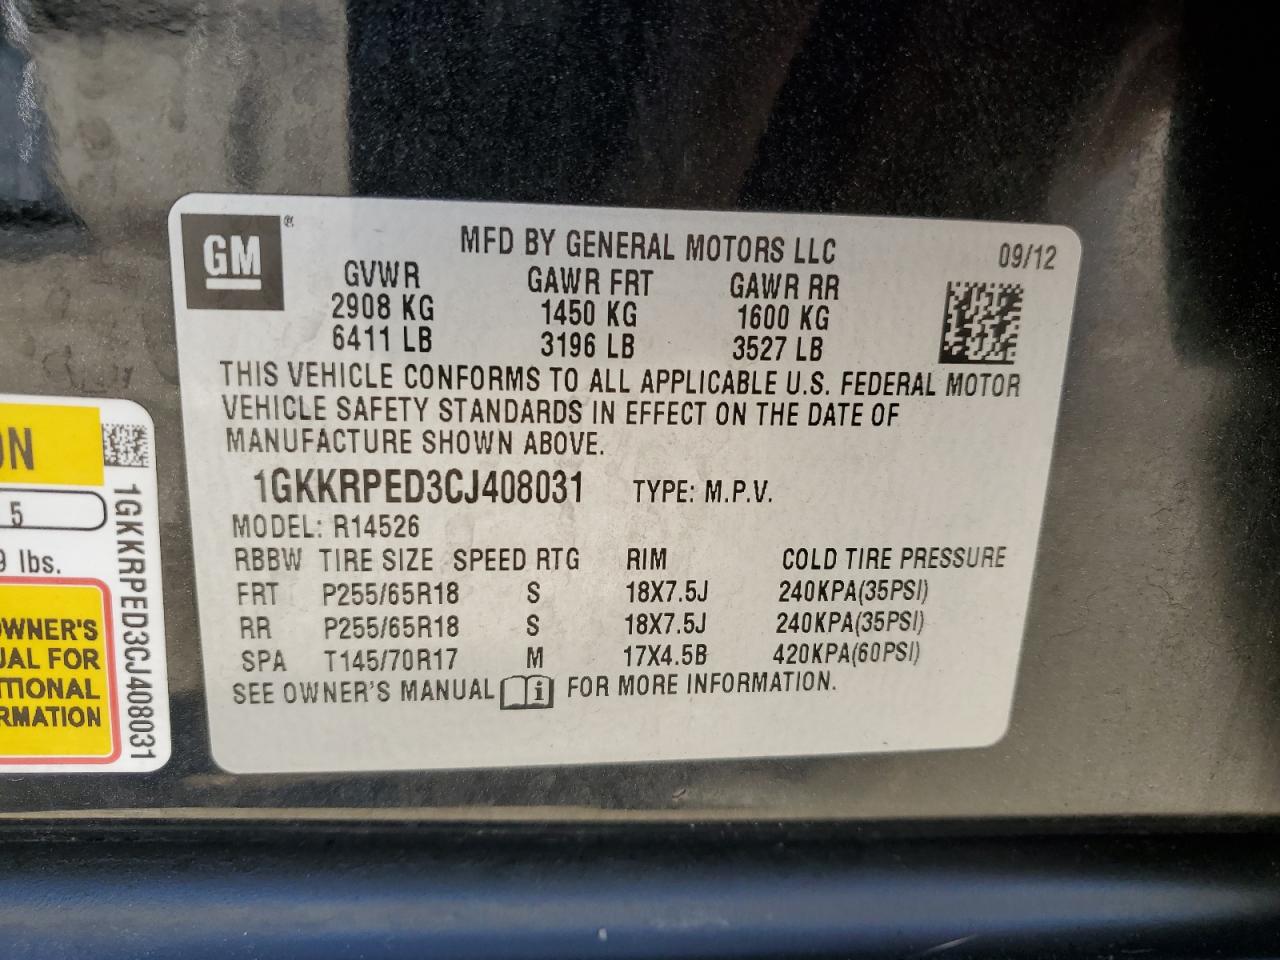 GM ®
MFD BY GENERAL MOTORS LLC
09/12
GVWR GAWR FRT GAWR RR
2908 KG 1450 KG 1600 KG
6411 LB 3196 LB 3527 LB
THIS VEHICLE CONFORMS TO ALL APPLICABLE U.S. FEDERAL MOTOR
VEHICLE SAFETY STANDARDS IN EFFECT ON THE DATE OF
MANUFACTURE SHOWN ABOVE.
1GKKRPED3CJ408031 TYPE: M.P.V.
MODEL: R14526
RBBW TIRE SIZE SPEED RTG RIM COLD TIRE PRESSURE
FRT P255/65R18 S 18X7.5J 240KPA(35PSI)
RR P255/65R18 S 18X7.5J 240KPA(35PSI)
SPA T145/70R17 M 17X4.5B 420KPA(60PSI)
SEE OWNER'S MANUAL i FOR MORE INFORMATION.
ON
5
9 lbs.
OWNER'S
UAL FOR
ITIONAL
RMATION
1GKKRPED3CJ408031